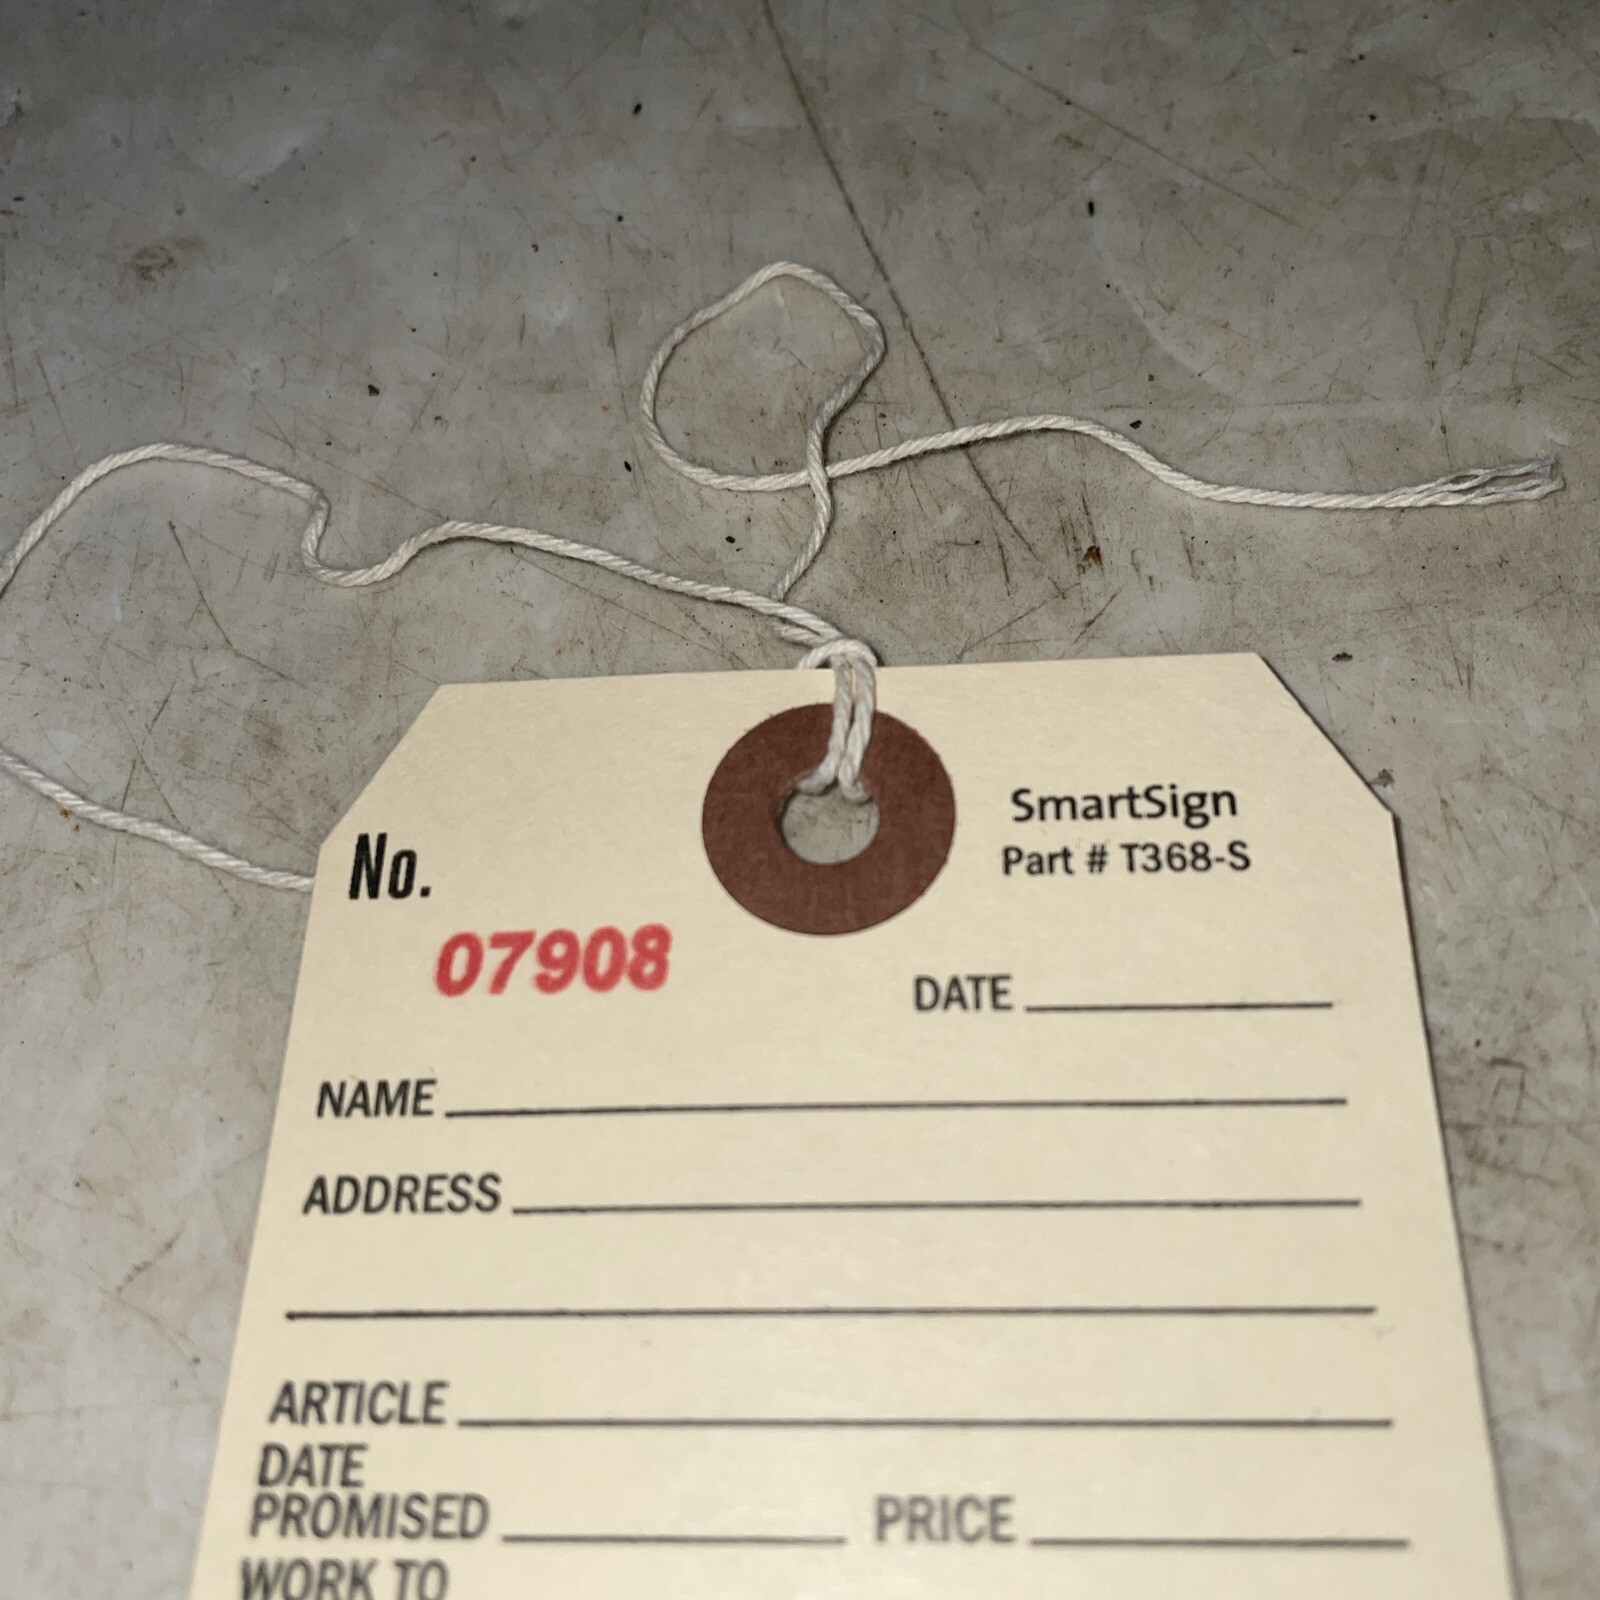 SmartSign
Part # T368-S
No.
07908
DATE
NAME
ADDRESS
ARTICLE
DATE
PROMISED PRICE
WORK TO